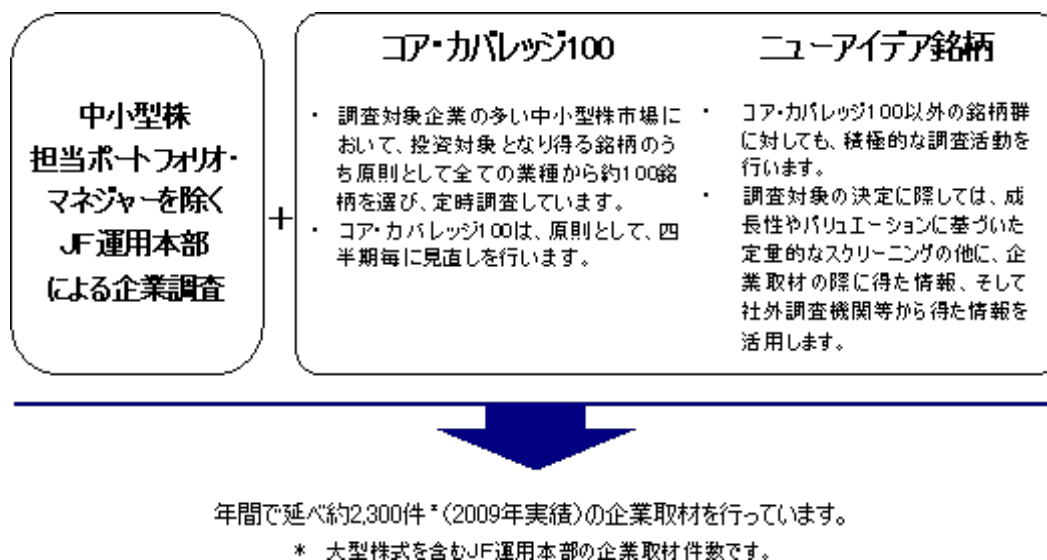 中小型株
担当ポートフォリオ・
マネジャーを除く
JF運用本部
による企業調査
+
コア・カバレッジ100
・ 調査対象企業の多い中小型株市場に
おいて、投資対象となり得る銘柄のう
ち原則として全ての業種から約100銘
柄を選び、定時調査しています。
・ コア・カバレッジ100は、原則として、四
半期毎に見直しを行います。
ニューアイデア銘柄
・ コア・カバレッジ100以外の銘柄群
に対しても、積極的な調査活動を
行います。
・ 調査対象の決定に際しては、成
長性やバリュエーションに基づいた
定量的なスクリーニングの他に、企
業取材の際に得た情報、そして
社外調査機関等から得た情報を
活用します。
年間で延べ約2,300件*(2009年実績)の企業取材を行っています。
* 大型株式を含むJF運用本部の企業取材件数です。